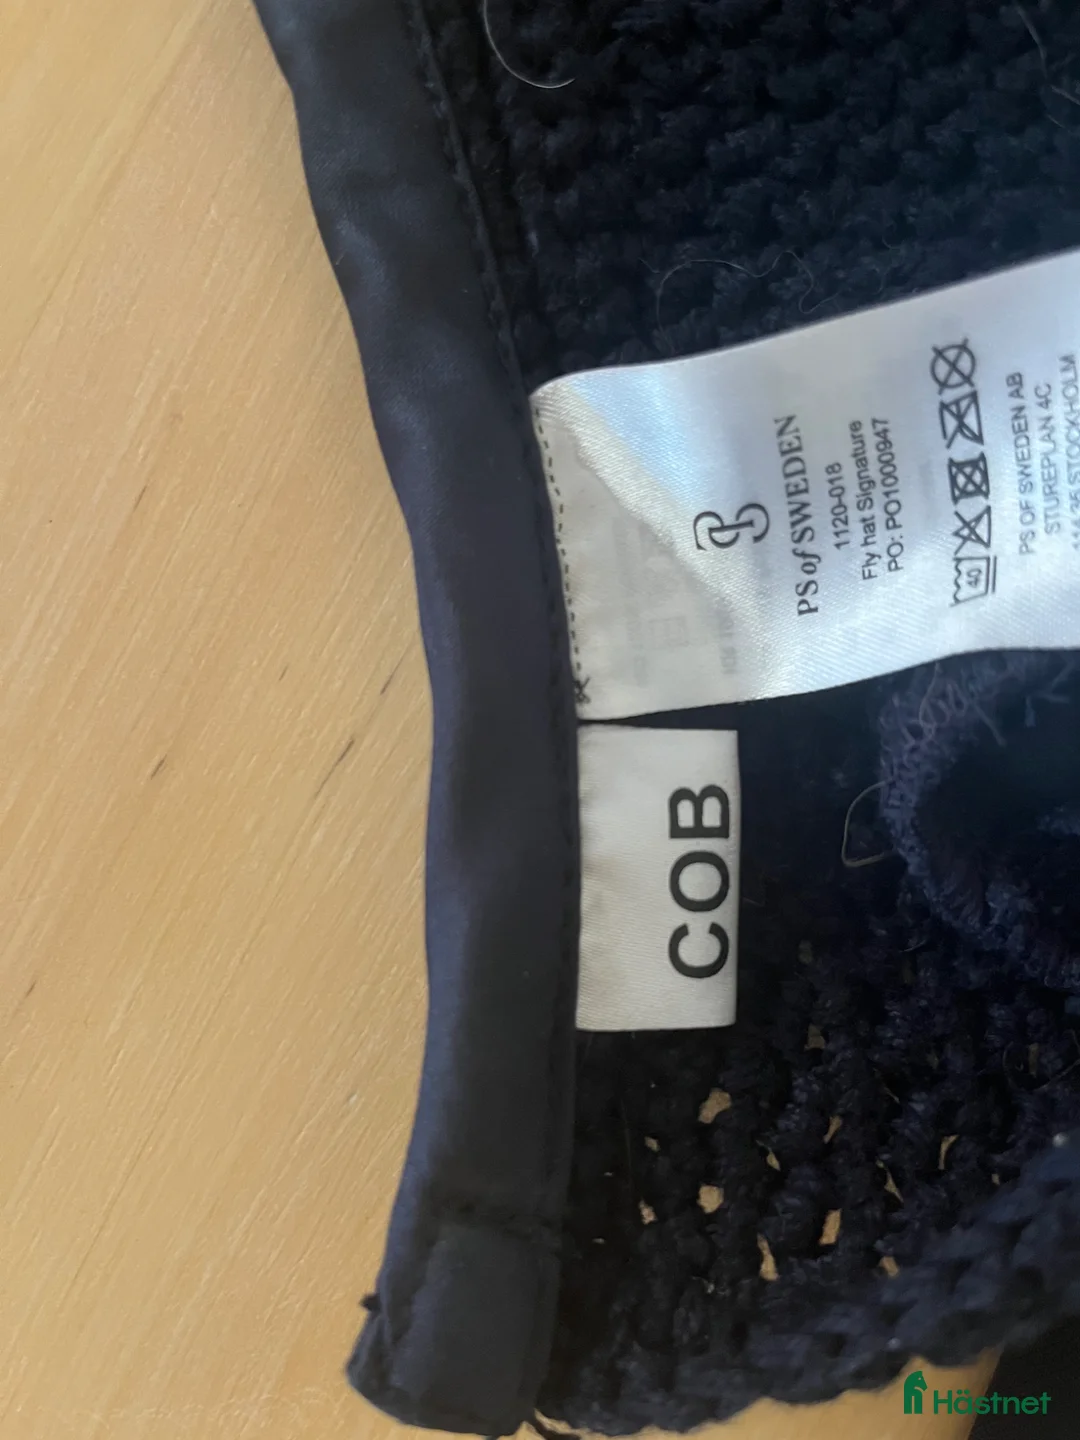 PS of SWEDEN
1120-018
Fly hat Signature
PO: PO1000947
40
PS OF SWEDEN AB
STUREPLAN 4C
STOCKHOLM
COB
Hästnet